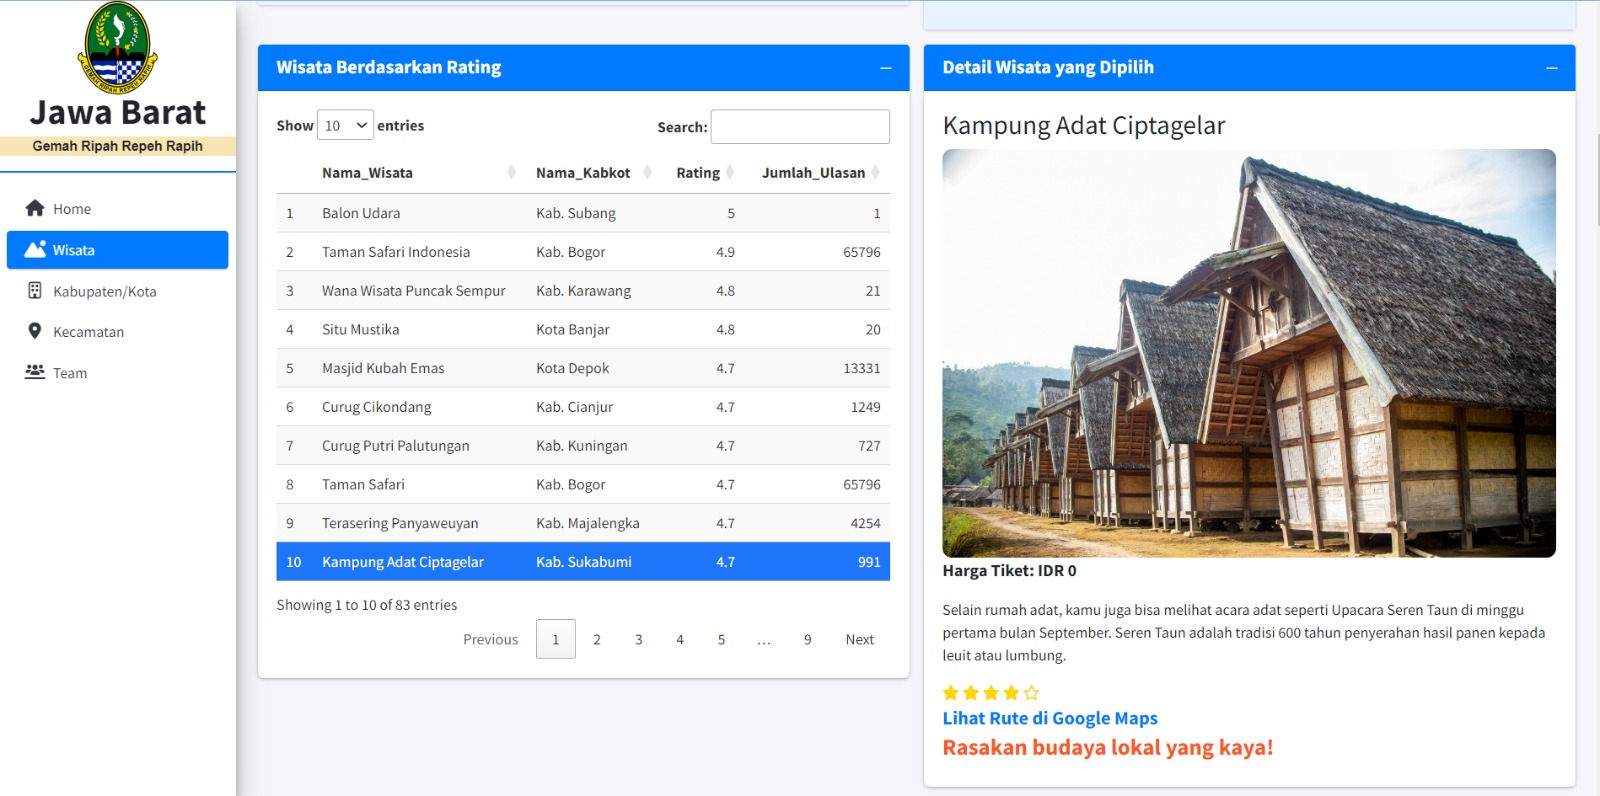 GEMAH RIPAH REPEH RAPIH
Jawa Barat
Gemah Ripah Repeh Rapih
Home
Wisata
Kabupaten/Kota
Kecamatan
Team
Wisata Berdasarkan Rating
Show 10 entries
Search:
Nama_Wisata Nama_Kabkot Rating Jumlah_Ulasan
1 Balon Udara Kab. Subang 5 1
2 Taman Safari Indonesia Kab. Bogor 4.9 65796
3 Wana Wisata Puncak Sempur Kab. Karawang 4.8 21
4 Situ Mustika Kota Banjar 4.8 20
5 Masjid Kubah Emas Kota Depok 4.7 13331
6 Curug Cikondang Kab. Cianjur 4.7 1249
7 Curug Putri Palutungan Kab. Kuningan 4.7 727
8 Taman Safari Kab. Bogor 4.7 65796
9 Terasering Panyaweuyan Kab. Majalengka 4.7 4254
10 Kampung Adat Ciptagelar Kab. Sukabumi 4.7 991
Showing 1 to 10 of 83 entries
Previous 1 2 3 4 5 … 9 Next
Detail Wisata yang Dipilih
Kampung Adat Ciptagelar
Harga Tiket: IDR 0
Selain rumah adat, kamu juga bisa melihat acara adat seperti Upacara Seren Taun di minggu
pertama bulan September. Seren Taun adalah tradisi 600 tahun penyerahan hasil panen kepada
leuit atau lumbung.
Lihat Rute di Google Maps
Rasakan budaya lokal yang kaya!